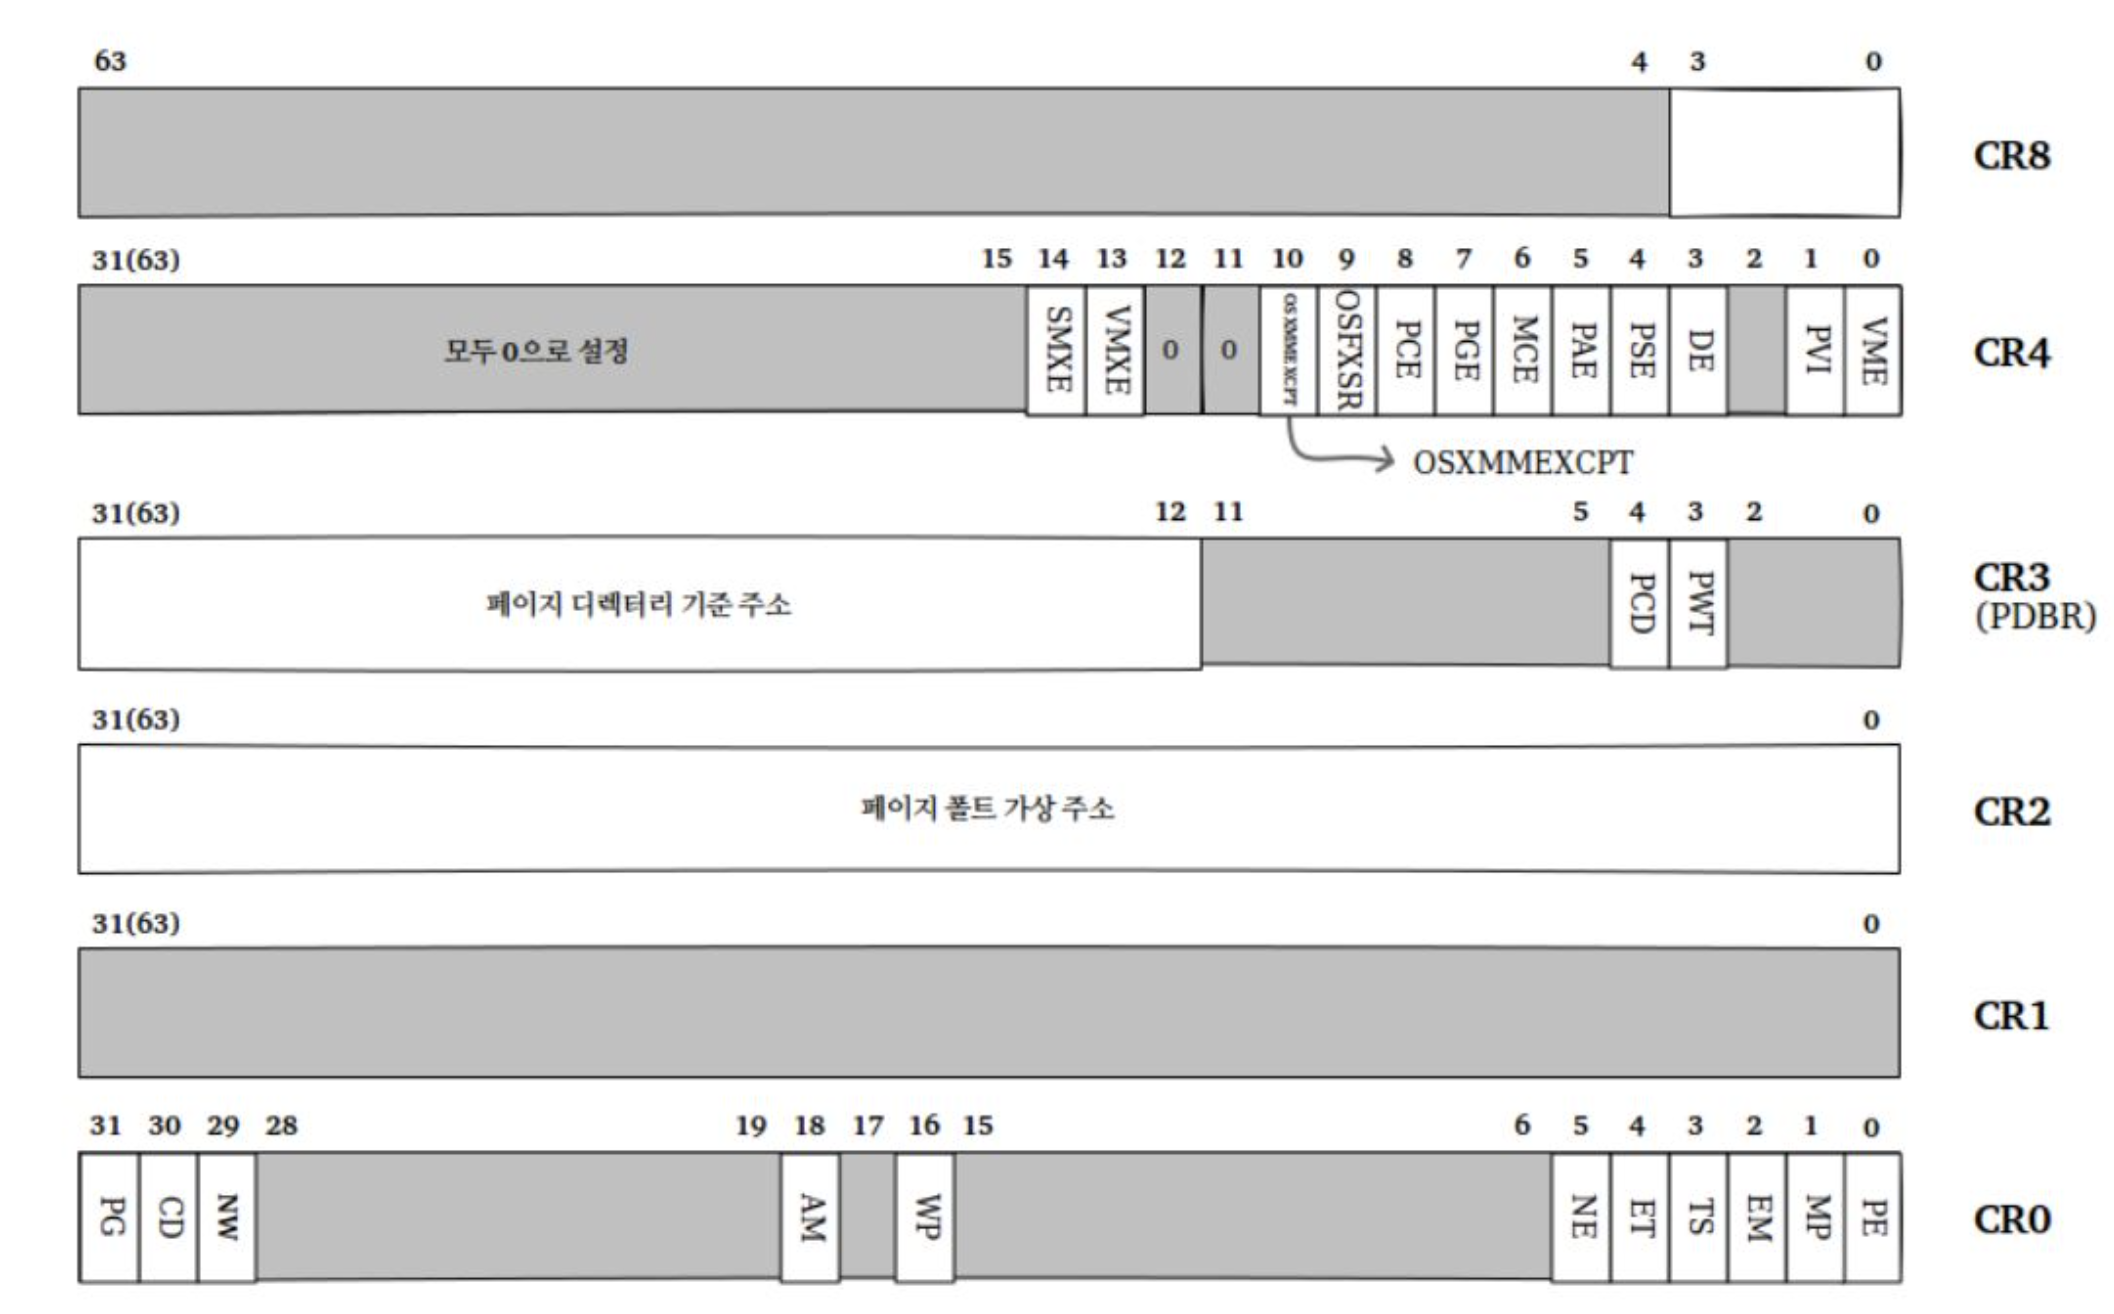 63 4 3 0
CR8
31(63) 15 14 13 12 11 10 9 8 7 6 5 4 3 2 1 0
모두 0으로 설정 SMXE VMXE 0 0 OSXMMEXCPT OSFXSR PCE PGE MCE PAE PSE DE PVI VME
CR4
OSXMMEXCPT
31(63) 12 11 5 4 3 2 0
페이지 디렉터리 기준 주소 PCD PWT
CR3
(PDBR)
31(63) 0
페이지 폴트 가상 주소
CR2
31(63) 0
CR1
31 30 29 28 19 18 17 16 15 6 5 4 3 2 1 0
PG CD NW AM WP NE ET TS EM MP PE
CR0